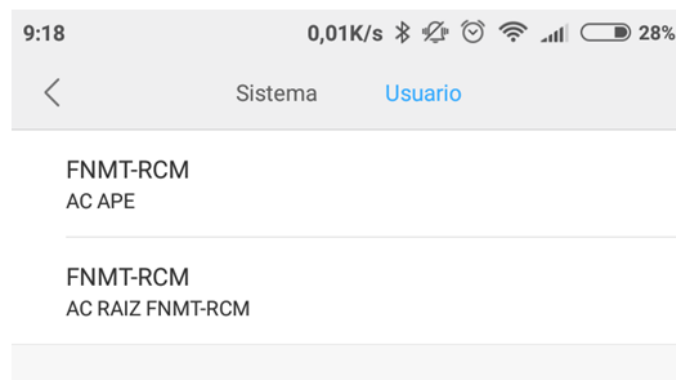 9:18 0,01K/s 28%
Sistema Usuario
FNMT-RCM
AC APE
FNMT-RCM
AC RAIZ FNMT-RCM